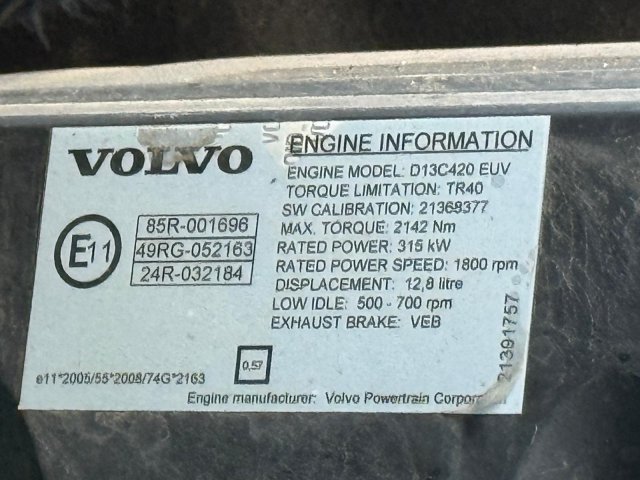 VOLVO
ENGINE INFORMATION
ENGINE MODEL: D13C420 EUV
TORQUE LIMITATION: TR40
SW CALIBRATION: 21368377
MAX. TORQUE: 2142 Nm
RATED POWER: 315 kW
RATED POWER SPEED: 1800 rpm
DISPLACEMENT: 12,8 litre
LOW IDLE: 500 - 700 rpm
EXHAUST BRAKE: VEB
E11
85R-001696
49RG-052163
24R-032184
0,57
e11*2005/55*2008/74G*2163
Engine manufacturer: Volvo Powertrain Corporation
21391757